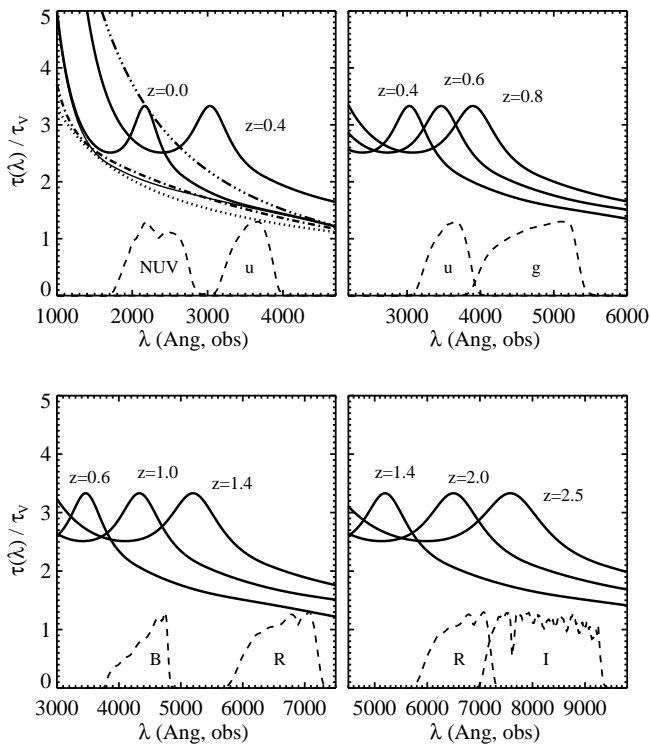 5
4
3
2
1
0
τ(λ) / τV
z=0.0
z=0.4
NUV
u
1000 2000 3000 4000
λ (Ang, obs)
z=0.4
z=0.6
z=0.8
u
g
3000 4000 5000 6000
λ (Ang, obs)
5
4
3
2
1
0
τ(λ) / τV
z=0.6
z=1.0
z=1.4
B
R
3000 4000 5000 6000 7000
λ (Ang, obs)
z=1.4
z=2.0
z=2.5
R
I
5000 6000 7000 8000 9000
λ (Ang, obs)